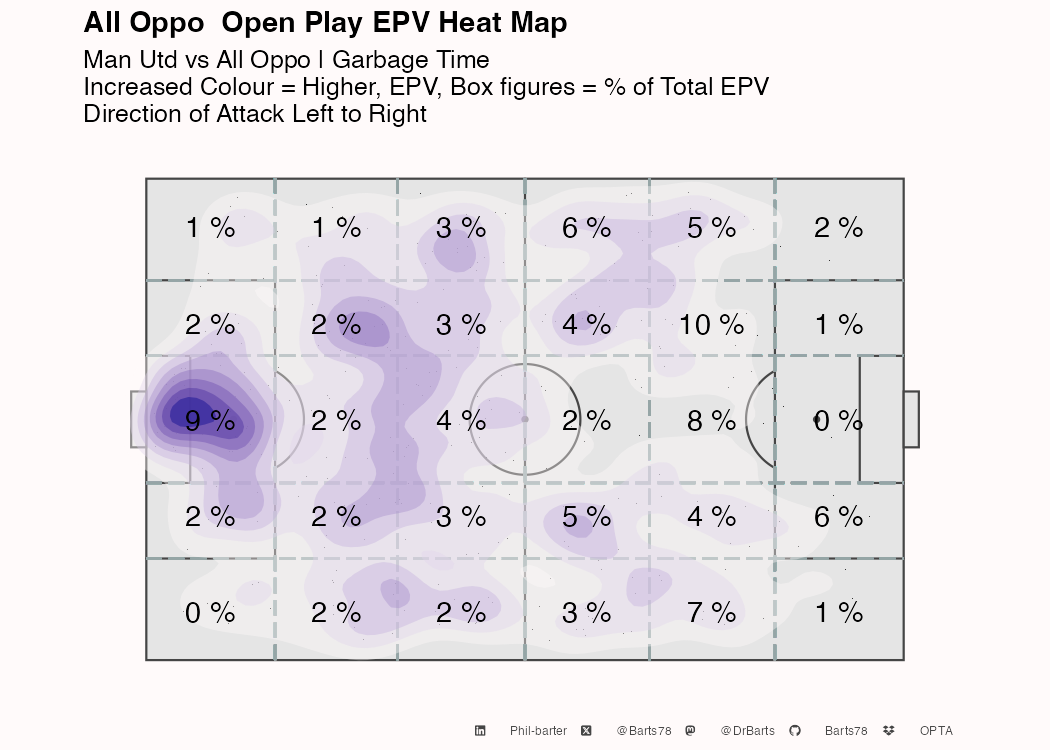 All Oppo  Open Play EPV Heat Map
Man Utd vs All Oppo | Garbage Time
Increased Colour = Higher, EPV, Box figures = % of Total EPV
Direction of Attack Left to Right
1 % 1 % 3 % 6 % 5 % 2 %
2 % 2 % 3 % 4 % 10 % 1 %
9 % 2 % 4 % 2 % 8 % 0 %
2 % 2 % 3 % 5 % 4 % 6 %
0 % 2 % 2 % 3 % 7 % 1 %
Phil-barter @Barts78 @DrBarts Barts78 OPTA